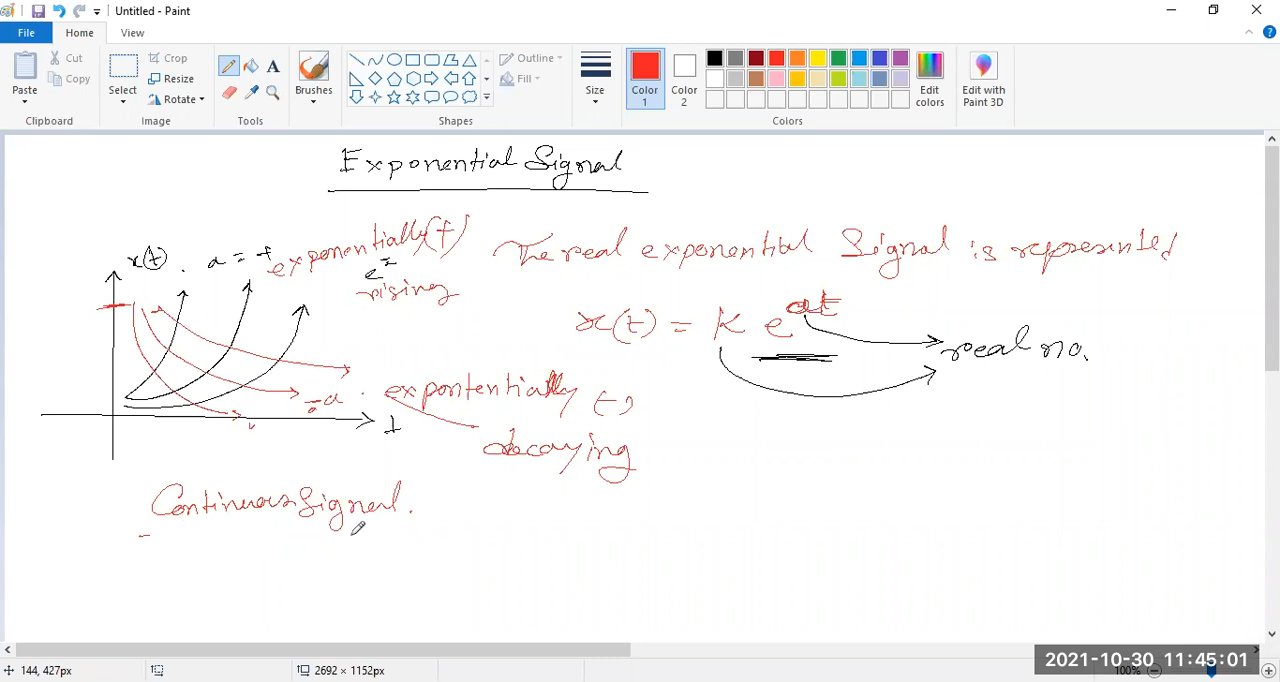 Untitled - Paint
File Home View
Paste Cut Copy Clipboard
Select Crop Resize Rotate Image
Tools
Brushes
Shapes Outline Fill
Size
Color 1 Color 2 Edit colors Colors
Edit with Paint 3D
Exponential Signal
x(t) a = + exponentially(+) rising
The real exponential Signal is represented
x(t) = K e^at
real no.
-a expontentially (-)
decaying
t
Continuous Signal.
144, 427px 2692 × 1152px 100%
2021-10-30 11:45:01